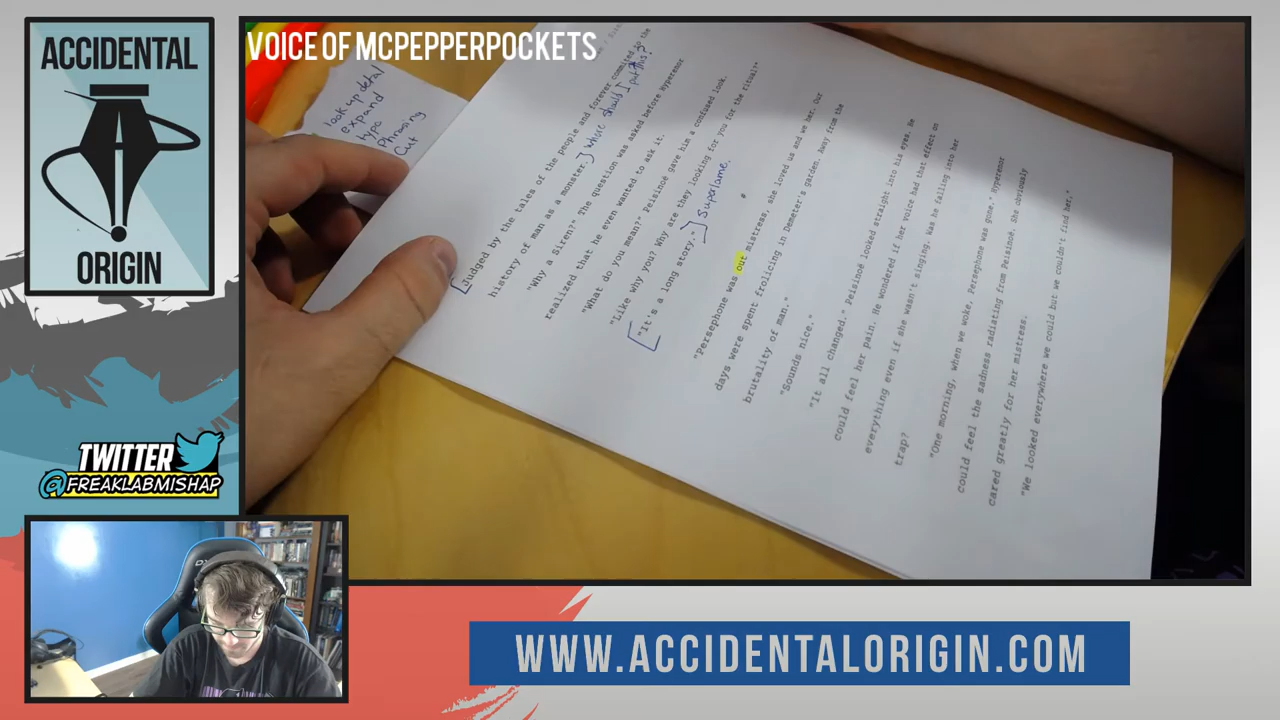 ACCIDENTAL
ORIGIN
VOICE OF MCPEPPERPOCKETS
look up detail
expand
typo
Phrasing
Cut
[Judged by the tales of the people and forever commited to the
history of man as a monster.] where should I put this?
"Why a Siren?" The question was asked before Hyperenor
realized that he even wanted to ask it.
"What do you mean?" Peisinoë gave him a confused look.
"Like why you? Why are they looking for you for the ritual?"
["It's a long story."] Superlame.
"Persephone was out mistress, she loved us and we her. Our
days were spent frolicing in Demeter's garden. Away from the
brutality of man."
"Sounds nice."
"It all changed." Peisinoë looked straight into his eyes. He
could feel her pain. He wondered if her voice had that effect on
everything even if she wasn't singing. Was he falling into her
trap?
"One morning, when we woke, Persephone was gone." Hyperenor
could feel the sadness radiating from Peisinoë. She obviously
cared greatly for her mistress.
"We looked everywhere we could but we couldn't find her."
TWITTER
@FREAKLABMISHAP
WWW.ACCIDENTALORIGIN.COM